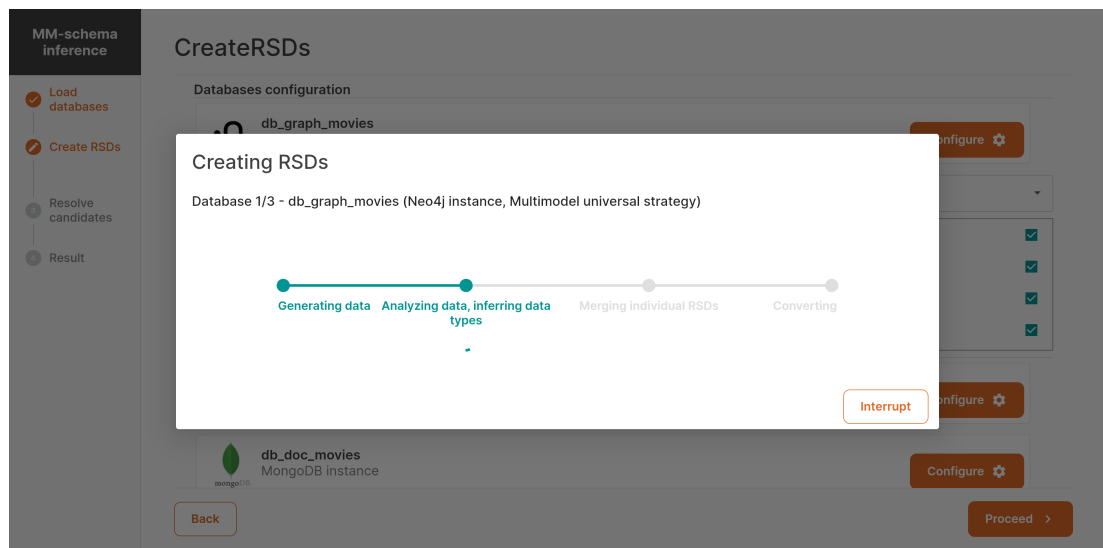 MM-schema
inference
Load
databases
Create RSDs
Resolve
candidates
4
Result
CreateRSDs
Databases configuration
db_graph_movies
Creating RSDs
Database 1/3 - db_graph_movies (Neo4j instance, Multimodel universal strategy)
Generating data
Analyzing data, inferring data
types
Merging individual RSDs
Converting
Interrupt
db_doc_movies
MongoDB instance
mongoDB
Configure
Back
Proceed